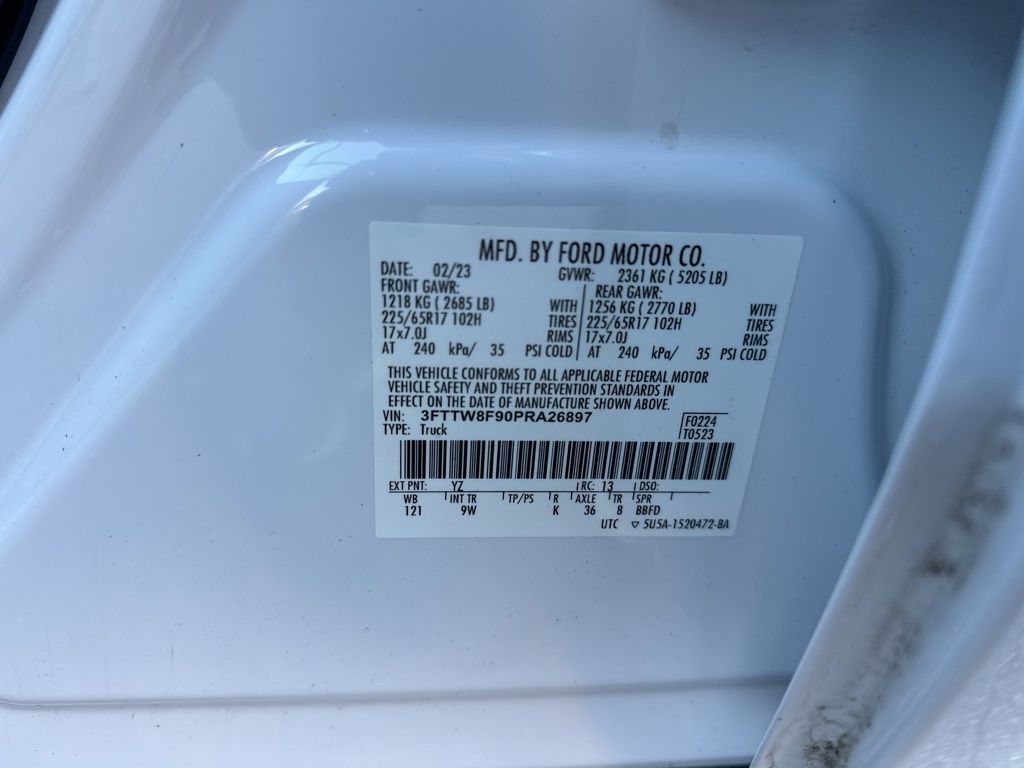 MFD. BY FORD MOTOR CO.
DATE: 02/23 GVWR: 2361 KG ( 5205 LB)
FRONT GAWR: REAR GAWR:
1218 KG ( 2685 LB) WITH 1256 KG ( 2770 LB) WITH
225/65R17 102H TIRES 225/65R17 102H TIRES
17x7.0J RIMS 17x7.0J RIMS
AT 240 kPa/ 35 PSI COLD AT 240 kPa/ 35 PSI COLD
THIS VEHICLE CONFORMS TO ALL APPLICABLE FEDERAL MOTOR
VEHICLE SAFETY AND THEFT PREVENTION STANDARDS IN
EFFECT ON THE DATE OF MANUFACTURE SHOWN ABOVE.
VIN: 3FTTW8F90PRA26897 F0224
TYPE: Truck T0523
EXT PNT: YZ RC: 13 DSO:
WB INT TR TP/PS R AXLE TR SPR
121 9W K 36 8 BBFD
UTC ▽ 5U5A-1520472-BA